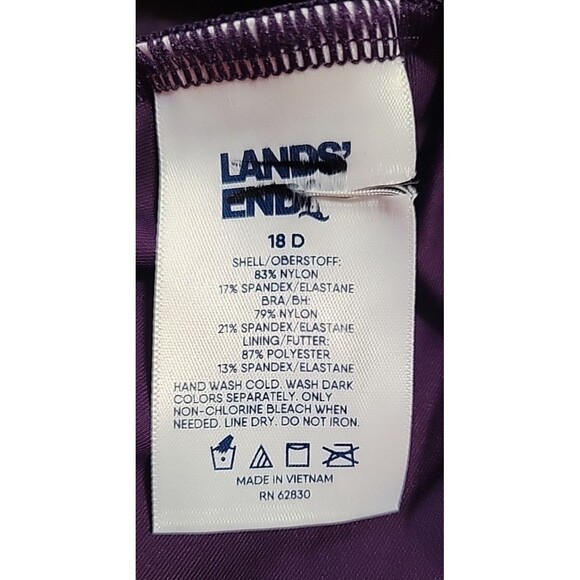 LANDS'
END
18 D
SHELL/OBERSTOFF:
83% NYLON
17% SPANDEX/ELASTANE
BRA/BH:
79% NYLON
21% SPANDEX/ELASTANE
LINING/FUTTER:
87% POLYESTER
13% SPANDEX/ELASTANE
HAND WASH COLD. WASH DARK
COLORS SEPARATELY. ONLY
NON-CHLORINE BLEACH WHEN
NEEDED. LINE DRY. DO NOT IRON.
MADE IN VIETNAM
RN 62830